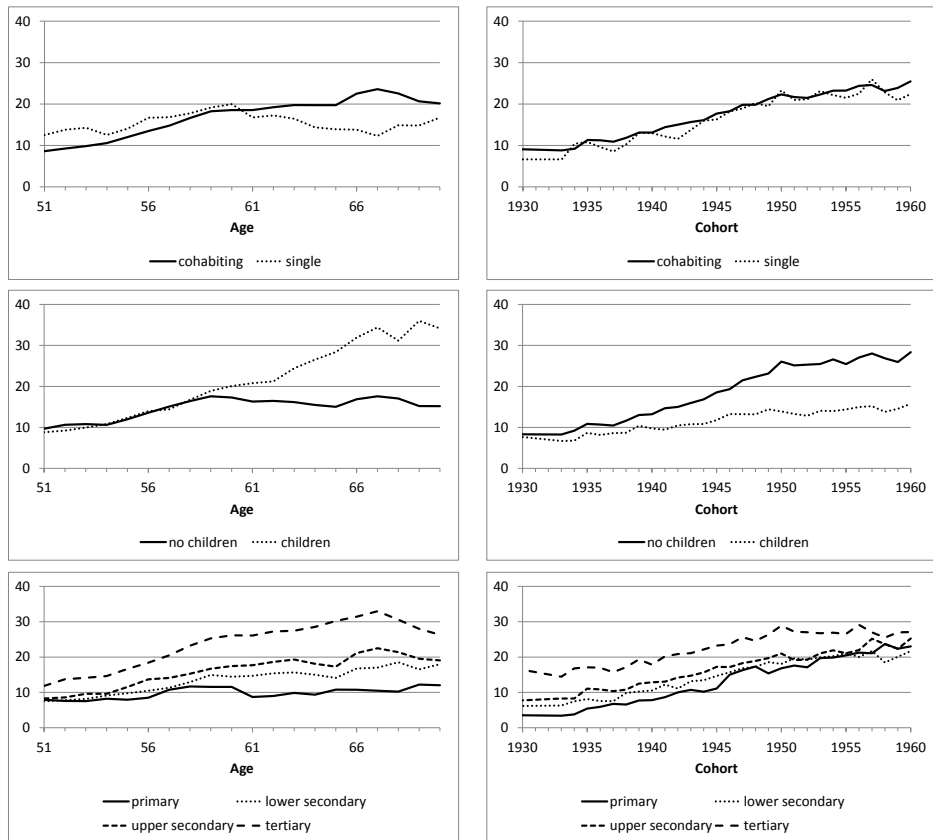 40
30
20
10
0
51 56 61 66
Age
cohabiting single
40
30
20
10
0
1930 1935 1940 1945 1950 1955 1960
Cohort
cohabiting single
40
30
20
10
0
51 56 61 66
Age
no children children
40
30
20
10
0
1930 1935 1940 1945 1950 1955 1960
Cohort
no children children
40
30
20
10
0
51 56 61 66
Age
primary lower secondary
upper secondary tertiary
40
30
20
10
0
1930 1935 1940 1945 1950 1955 1960
Cohort
primary lower secondary
upper secondary tertiary